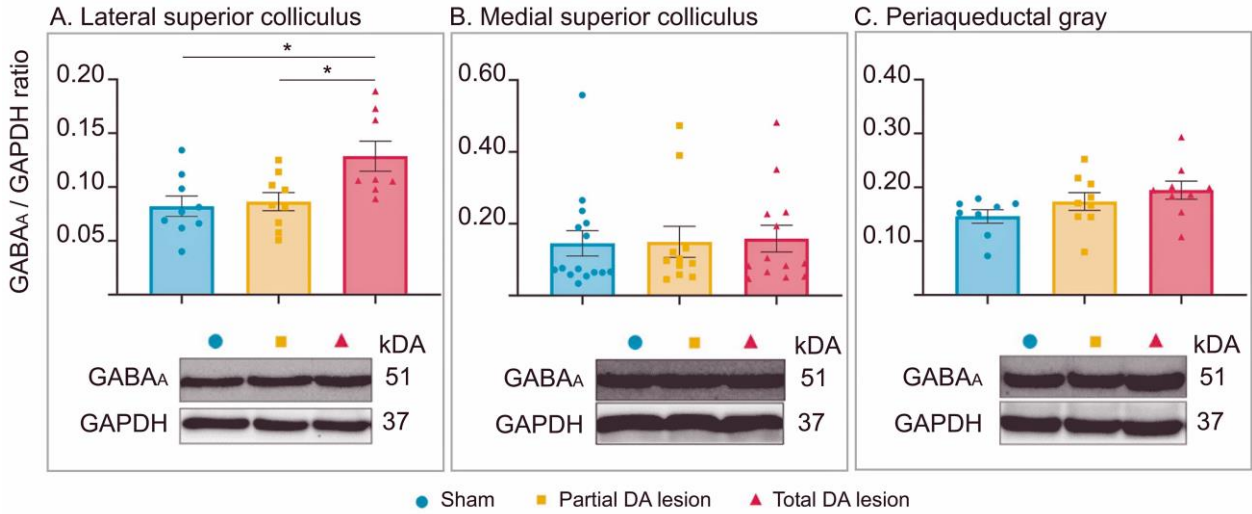 A. Lateral superior colliculus
B. Medial superior colliculus
C. Periaqueductal gray
GABAA / GAPDH ratio
*
*
0.20
0.15
0.10
0.05
0.60
0.40
0.20
0.00
0.40
0.30
0.20
0.10
kDA
GABAA
51
GAPDH
37
kDA
GABAA
51
GAPDH
37
kDA
GABAA
51
GAPDH
37
Sham
Partial DA lesion
Total DA lesion